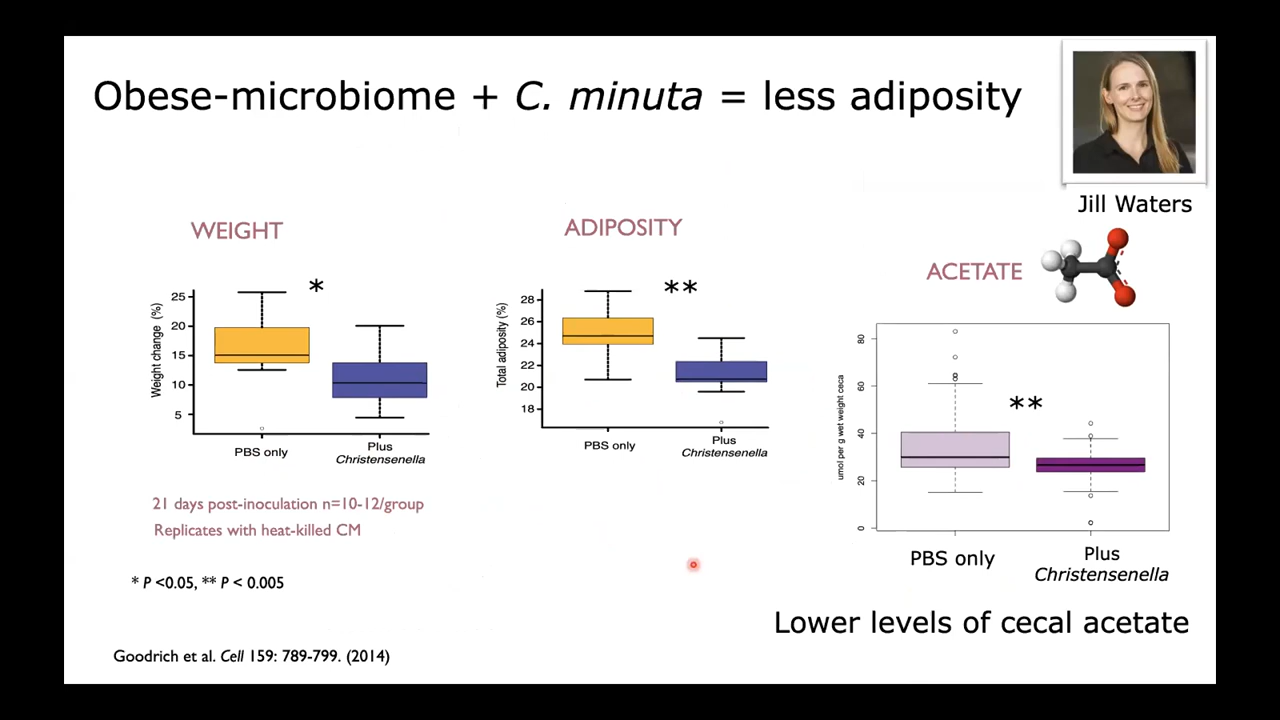 Obese-microbiome + C. minuta = less adiposity
Jill Waters
WEIGHT
*
Weight change (%)
25
20
15
10
5
PBS only
Plus
Christensenella
ADIPOSITY
**
Total adiposity (%)
28
26
24
22
20
18
PBS only
Plus
Christensenella
ACETATE
**
umol per g wet weight ceca
80
60
40
20
0
PBS only
Plus
Christensenella
21 days post-inoculation n=10-12/group
Replicates with heat-killed CM
* P <0.05, ** P < 0.005
Lower levels of cecal acetate
Goodrich et al. Cell 159: 789-799. (2014)